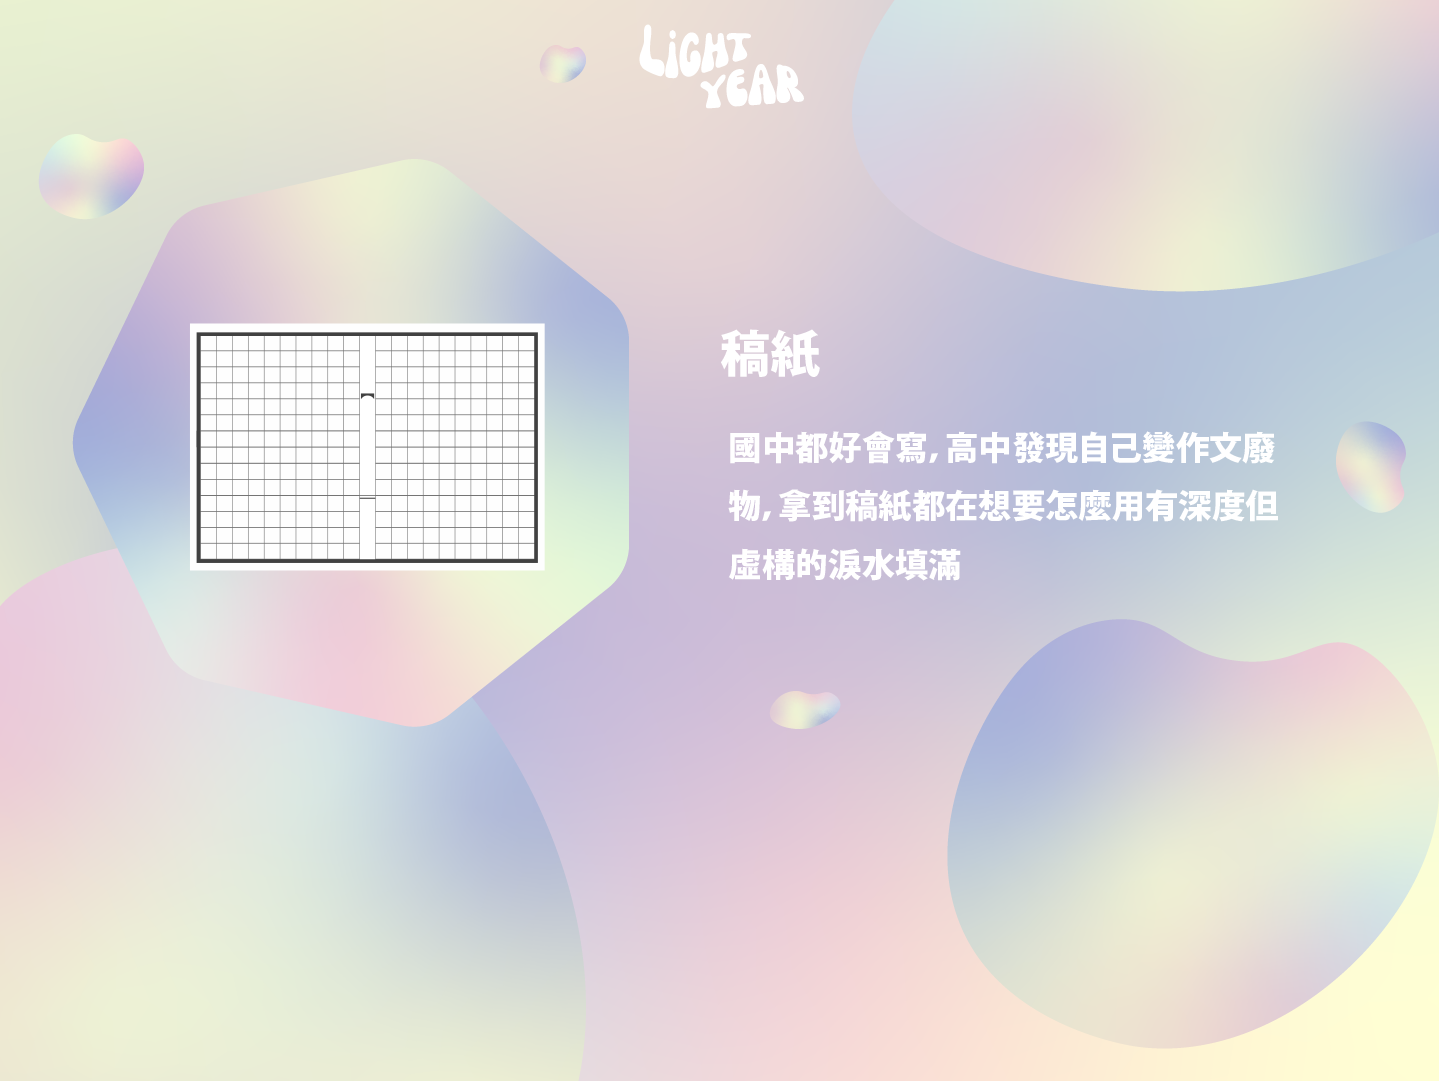 LiGHT
YEAR
稿紙
國中都好會寫, 高中發現自己變作文廢
物, 拿到稿紙都在想要怎麼用有深度但
虛構的淚水填滿